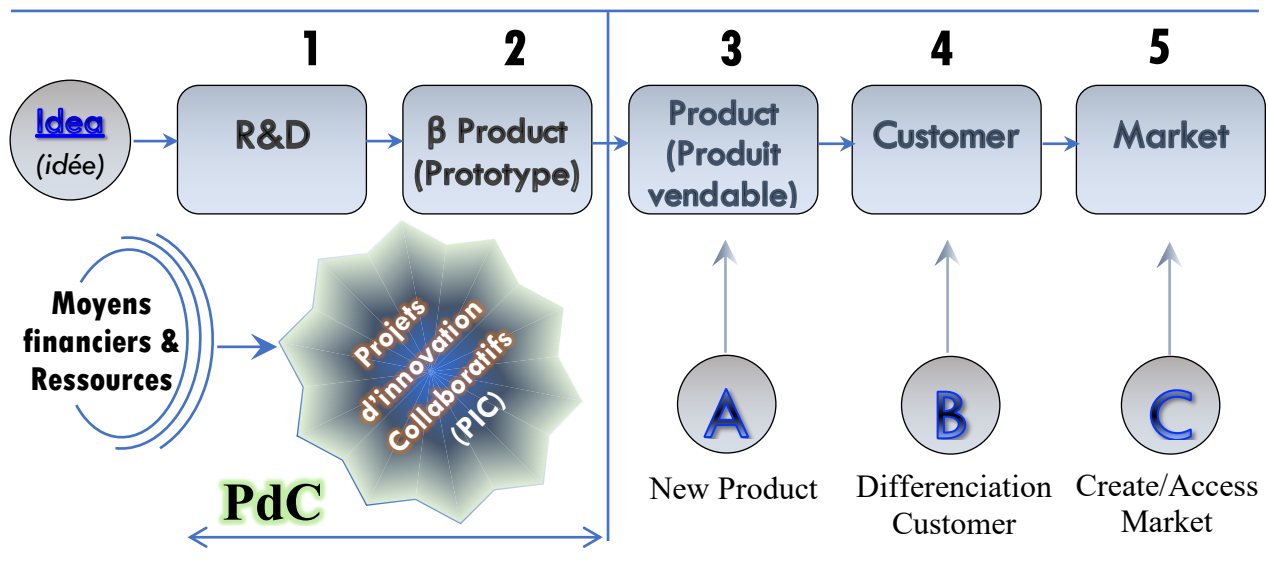 1
2
3
4
5
Idea
(idée)
R&D
β Product
(Prototype)
Product
(Produit
vendable)
Customer
Market
Moyens
financiers &
Ressources
Projets
d'innovation
Collaboratifs
(PIC)
PdC
A
B
C
New Product
Differenciation
Customer
Create/Access
Market